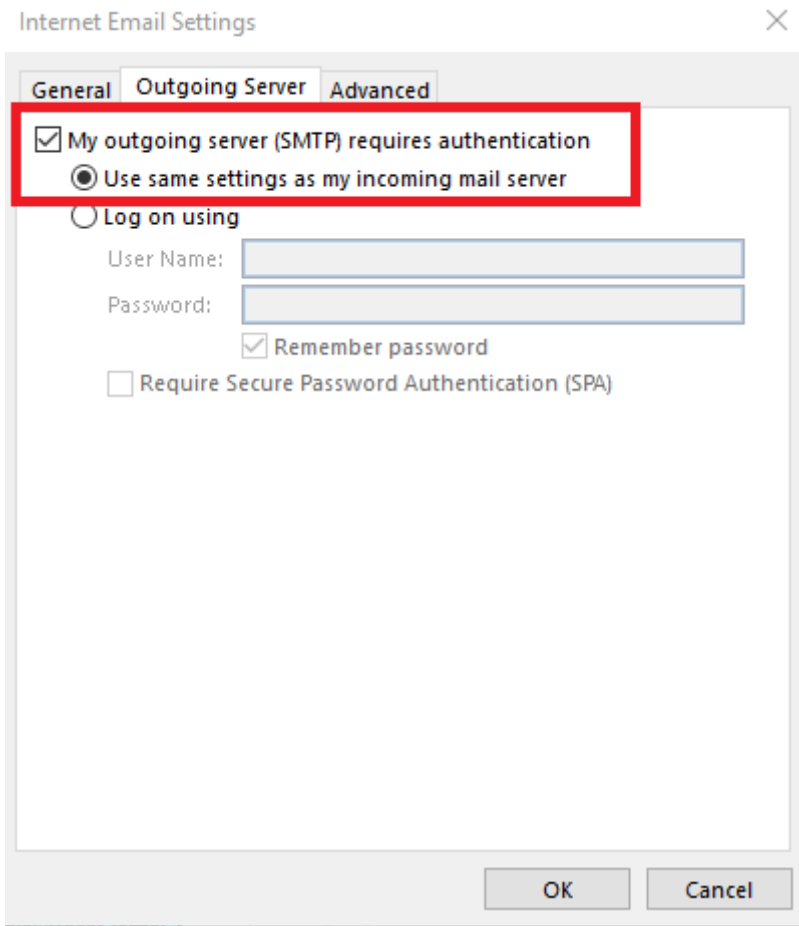 Internet Email Settings
General Outgoing Server Advanced
My outgoing server (SMTP) requires authentication
Use same settings as my incoming mail server
Log on using
User Name:
Password:
Remember password
Require Secure Password Authentication (SPA)
OK Cancel